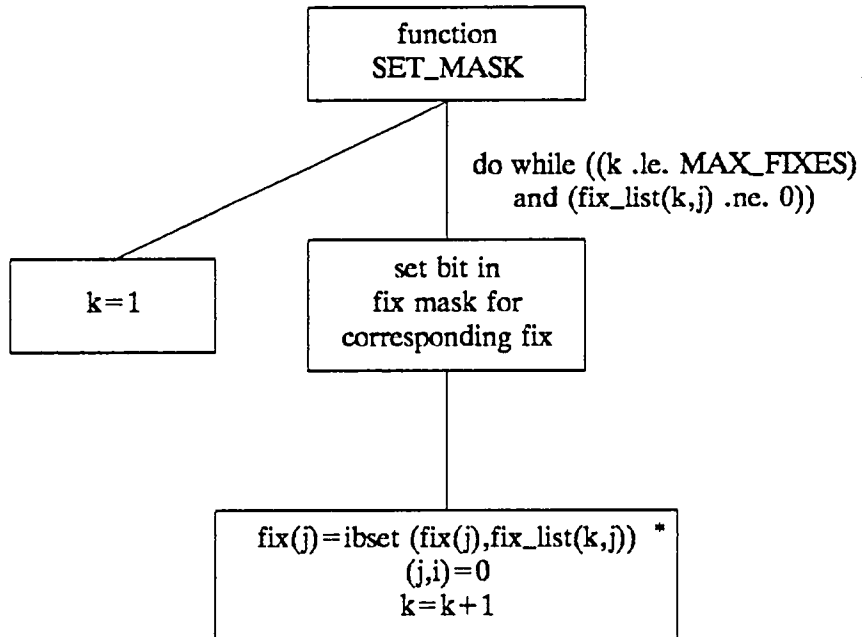 function
SET_MASK
do while ((k .le. MAX_FIXES)
and (fix_list(k,j) .ne. 0))
k=1
set bit in
fix mask for
corresponding fix
fix(j)=ibset (fix(j),fix_list(k,j)) *
(j,i)=0
k=k+1